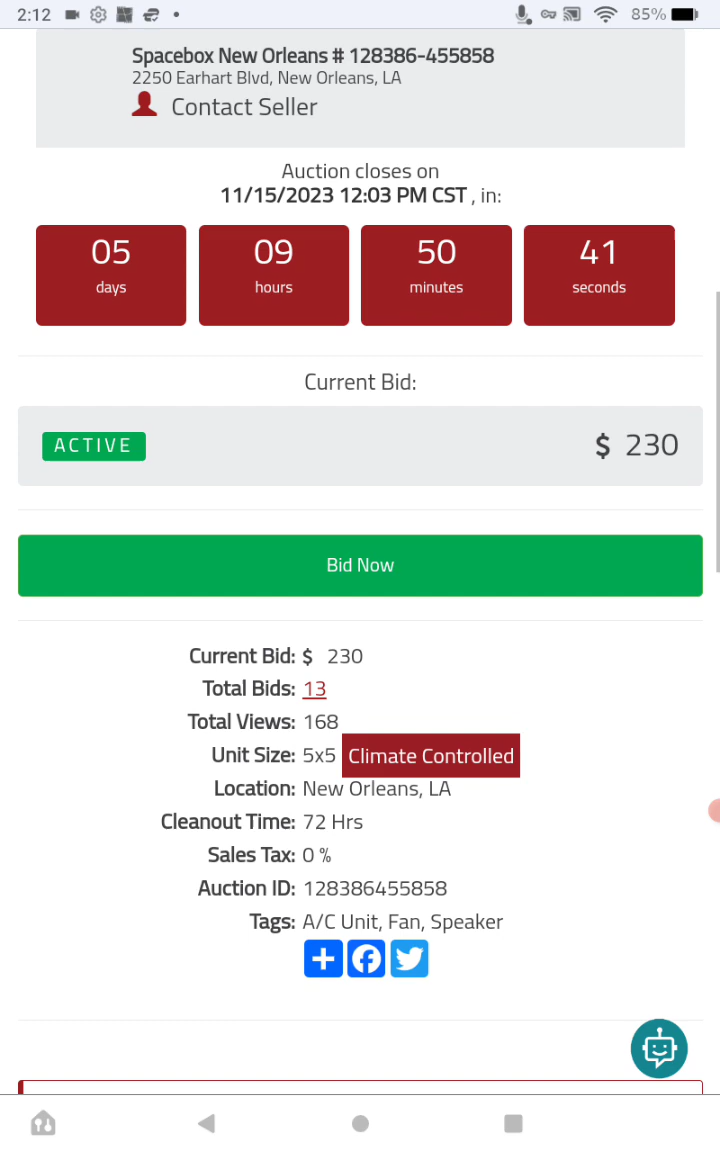 2:12
85%
Spacebox New Orleans # 128386-455858
2250 Earhart Blvd, New Orleans, LA
Contact Seller
Auction closes on
11/15/2023 12:03 PM CST , in:
05 09 50 41
days hours minutes seconds
Current Bid:
ACTIVE $ 230
Bid Now
Current Bid: $ 230
Total Bids: 13
Total Views: 168
Unit Size: 5x5 Climate Controlled
Location: New Orleans, LA
Cleanout Time: 72 Hrs
Sales Tax: 0 %
Auction ID: 128386455858
Tags: A/C Unit, Fan, Speaker